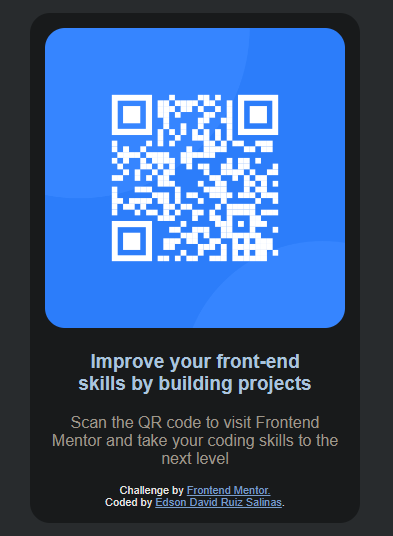 Improve your front-end
skills by building projects
Scan the QR code to visit Frontend
Mentor and take your coding skills to the
next level
Challenge by Frontend Mentor.
Coded by Edson David Ruiz Salinas.